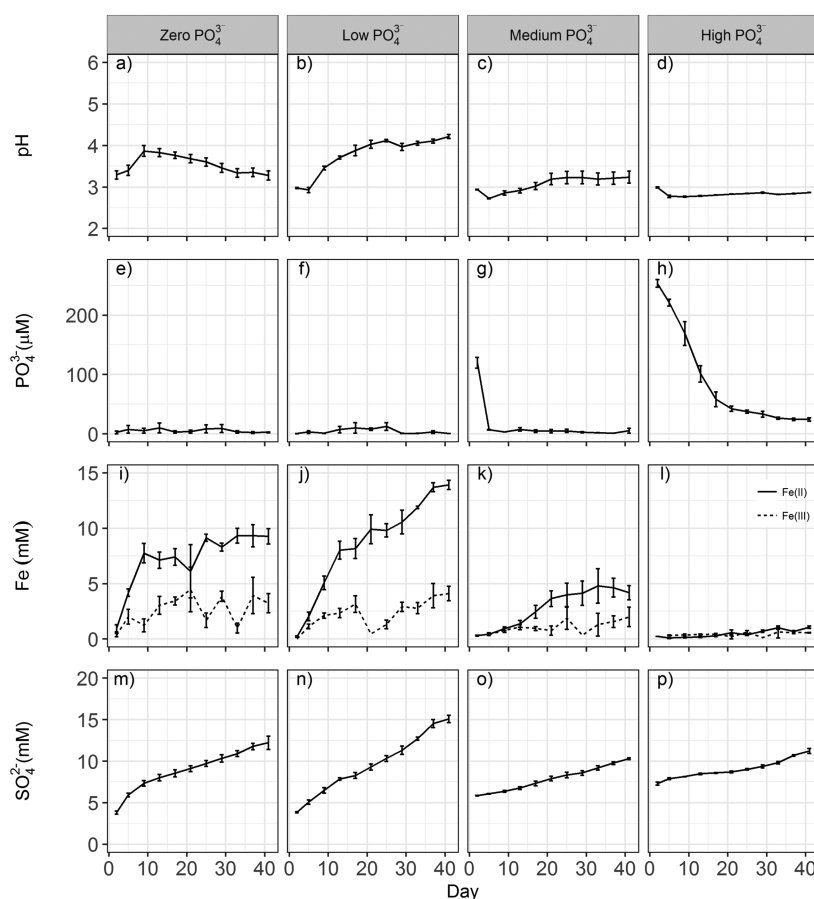 Zero PO₄³⁻ Low PO₄³⁻ Medium PO₄³⁻ High PO₄³⁻
a) b) c) d)
6
5
4
3
2
pH
e) f) g) h)
200
100
0
PO₄³⁻(μM)
i) j) k) l)
15
10
5
0
Fe (mM)
Fe(II)
Fe(III)
m) n) o) p)
20
15
10
5
0
SO₄²⁻(mM)
0 10 20 30 40 0 10 20 30 40 0 10 20 30 40 0 10 20 30 40
Day